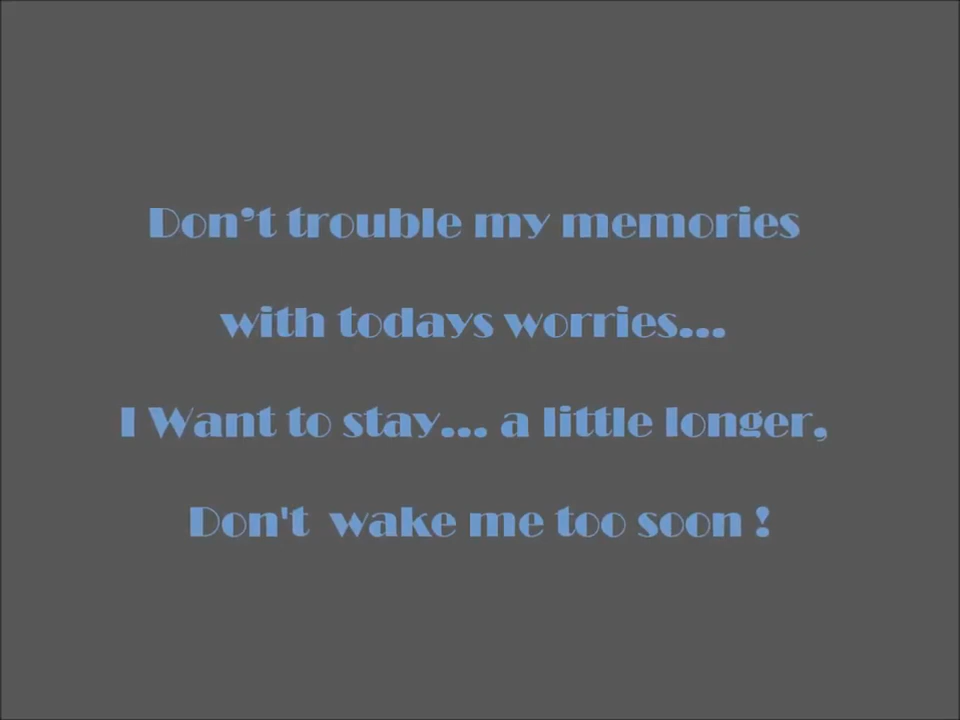 Don’t trouble my memories
with todays worries...
I Want to stay... a little longer,
Don't  wake me too soon !